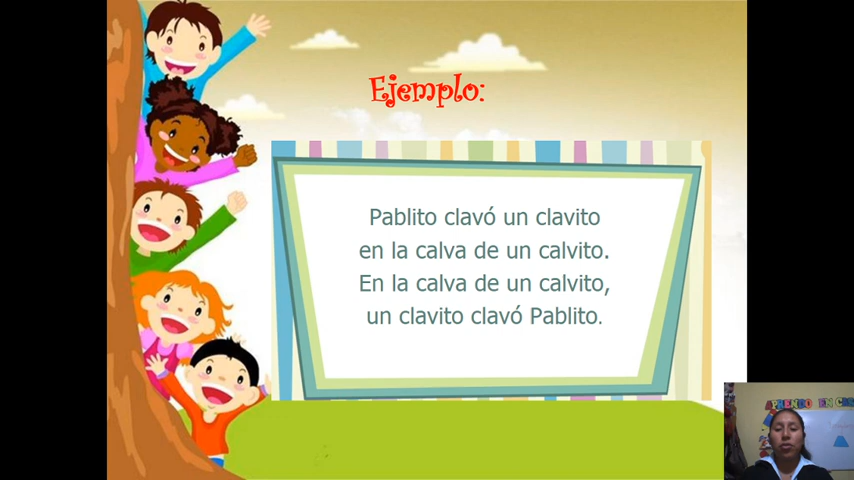 Ejemplo:
Pablito clavó un clavito
en la calva de un calvito.
En la calva de un calvito,
un clavito clavó Pablito.